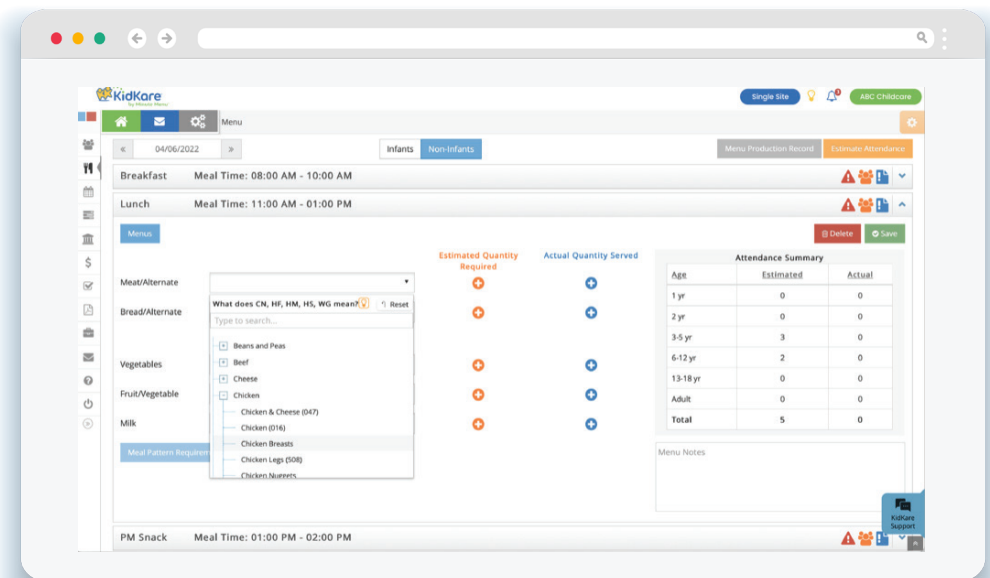 KidKare
by Minute Menu
Single Site
ABC Childcare
Menu
« 04/06/2022 »
Infants Non-Infants
Menu Production Record Estimate Attendance
Breakfast Meal Time: 08:00 AM - 10:00 AM
Lunch Meal Time: 11:00 AM - 01:00 PM
Menus
Delete Save
Estimated Quantity Required
Actual Quantity Served
Attendance Summary
Age Estimated Actual
1 yr 0 0
2 yr 0 0
3-5 yr 3 0
6-12 yr 2 0
13-18 yr 0 0
Adult 0 0
Total 5 0
Meat/Alternate
Bread/Alternate
Vegetables
Fruit/Vegetable
Milk
What does CN, HF, HM, HS, WG mean? Reset
Type to search...
Beans and Peas
Beef
Cheese
Chicken
Chicken & Cheese (047)
Chicken (016)
Chicken Breasts
Chicken Legs (508)
Chicken Nuggets
Meal Pattern Requirem
Menu Notes
KidKare
Support
PM Snack Meal Time: 01:00 PM - 02:00 PM